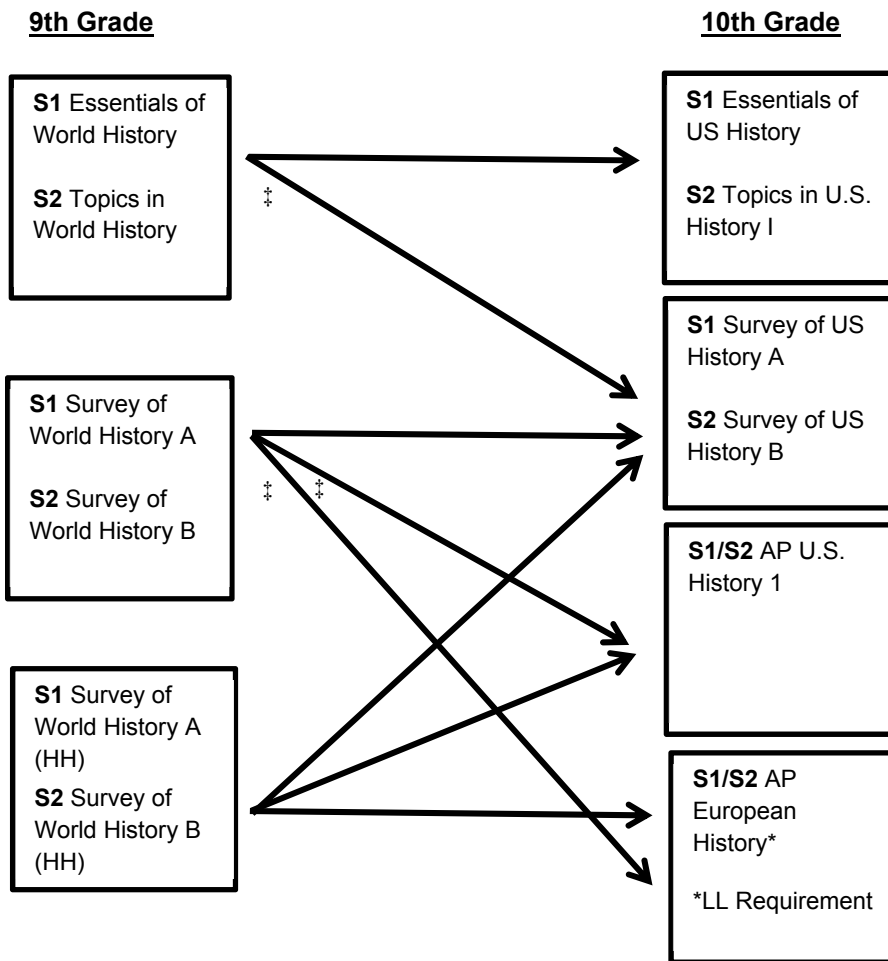 9th Grade
S1 Essentials of
World History
S2 Topics in
World History
‡
S1 Survey of
World History A
S2 Survey of
World History B
‡ ‡
S1 Survey of
World History A
(HH)
S2 Survey of
World History B
(HH)
10th Grade
S1 Essentials of
US History
S2 Topics in U.S.
History I
S1 Survey of US
History A
S2 Survey of US
History B
S1/S2 AP U.S.
History 1
S1/S2 AP
European
History*
*LL Requirement